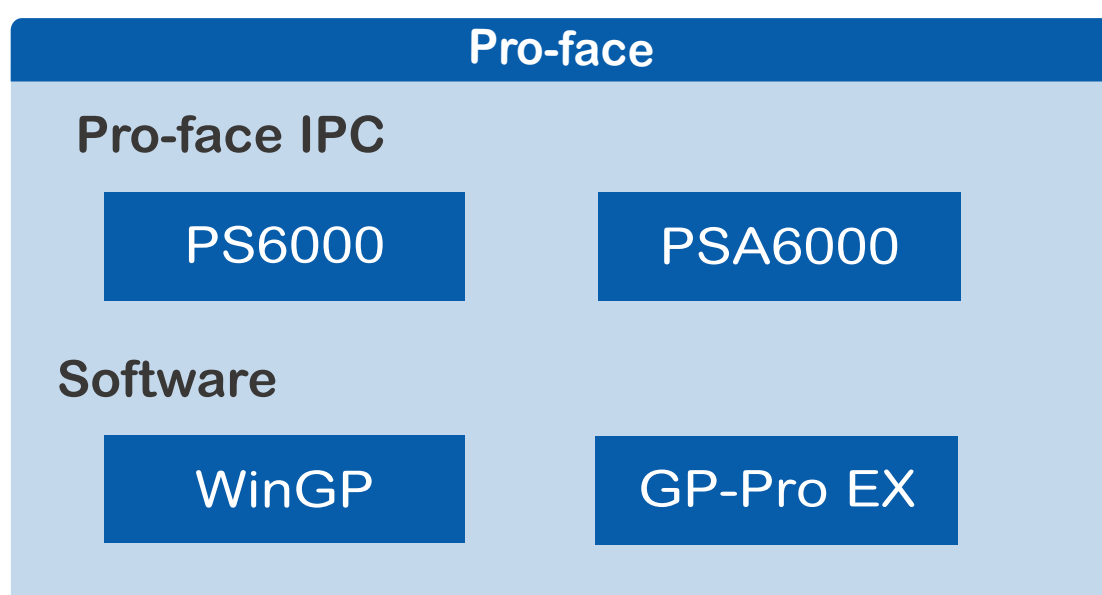 Pro-face
Pro-face IPC
PS6000
PSA6000
Software
WinGP
GP-Pro EX